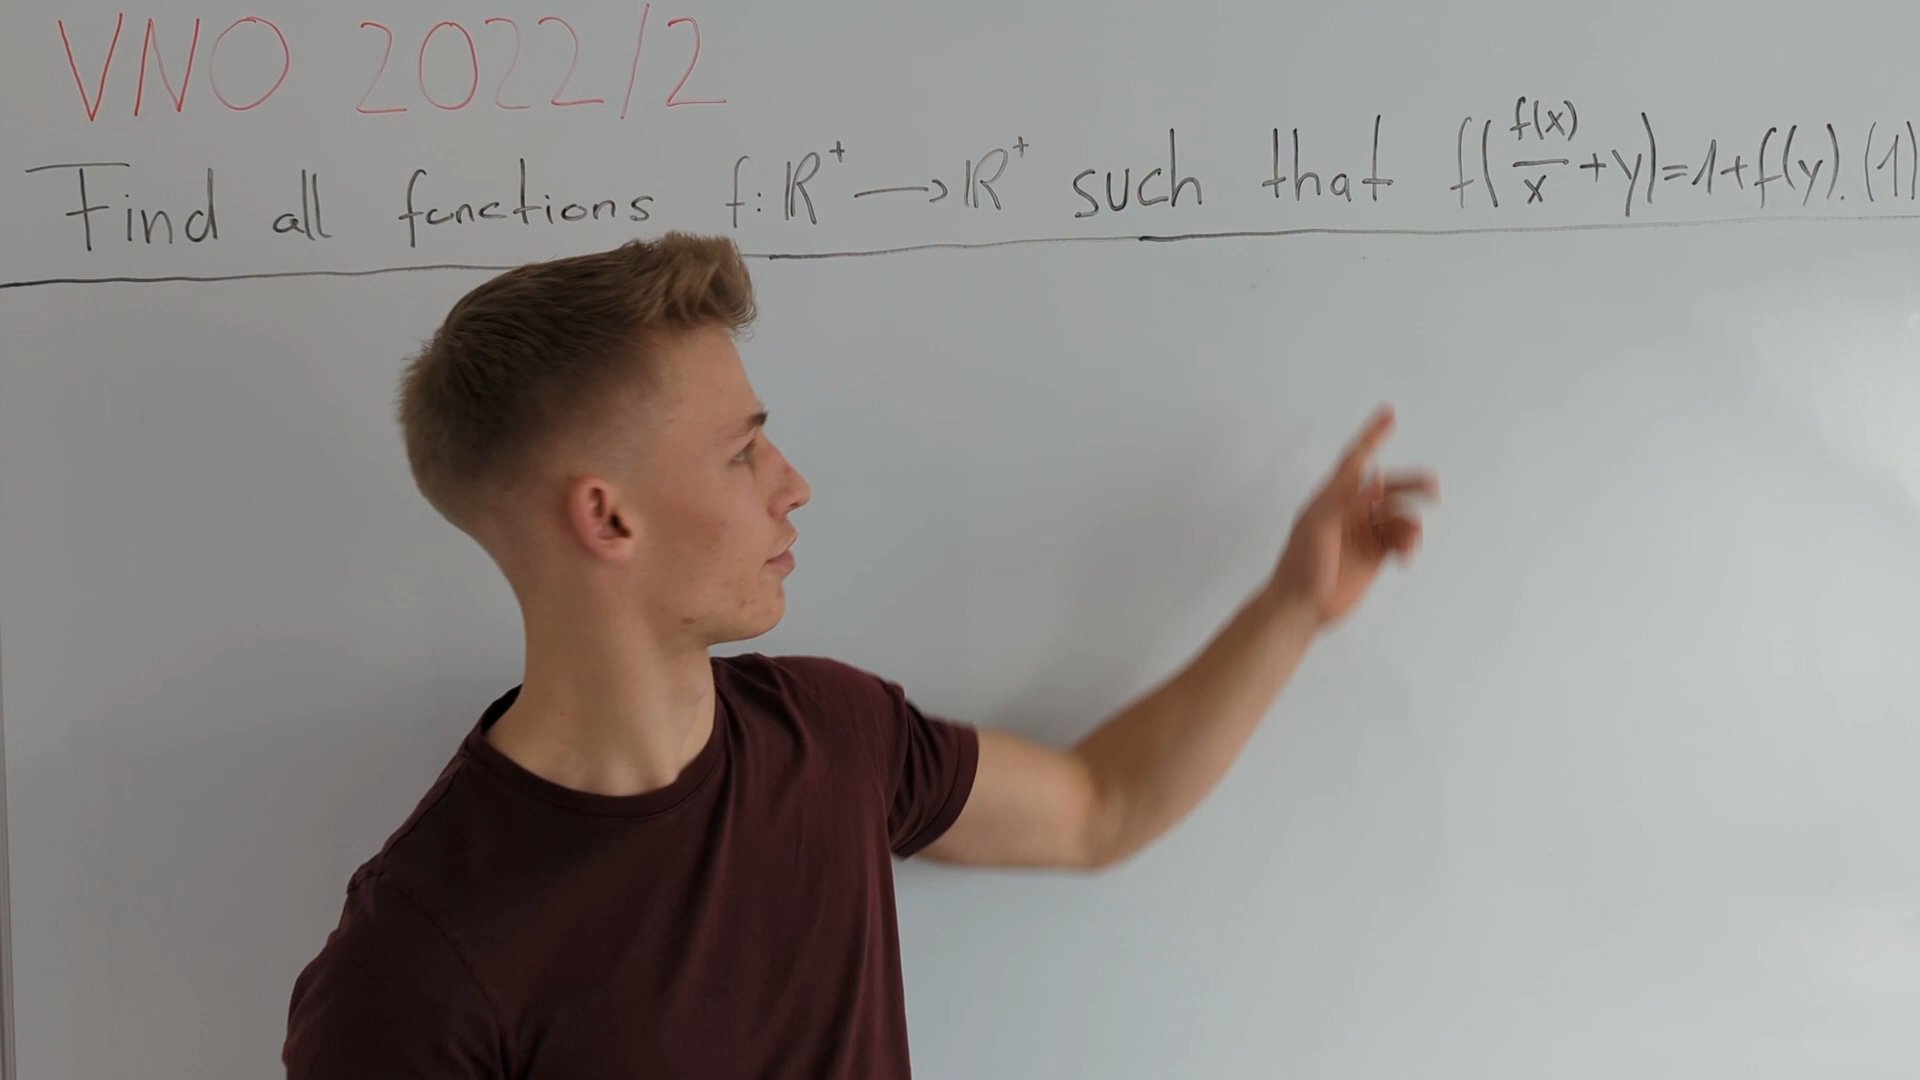 VNO 2022/2
Find all functions f: ℝ⁺ → ℝ⁺ such that f(f(x)/x + y) = 1 + f(y). (1)